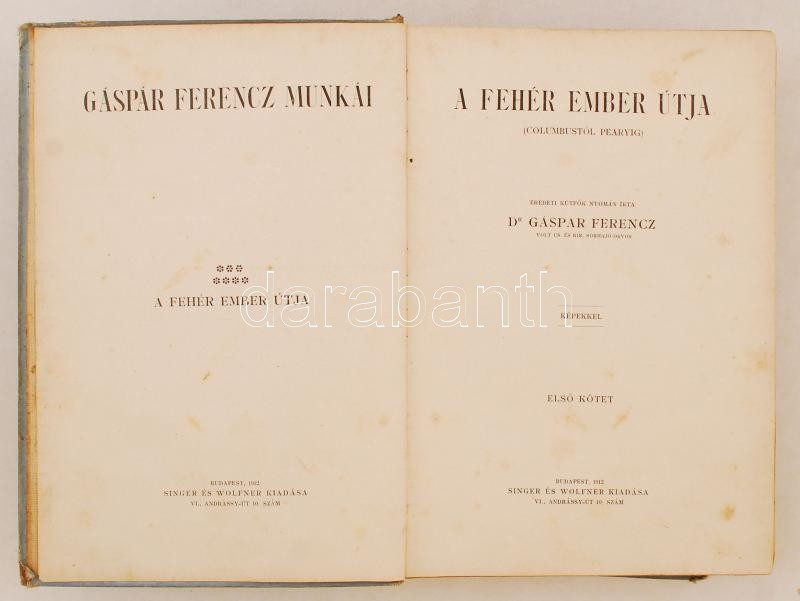 GÁSPÁR FERENCZ MUNKÁI
A FEHÉR EMBER ÚTJA
BUDAPEST, 1912
SINGER ÉS WOLFNER KIADÁSA
VI., ANDRÁSSY-ÚT 10. SZÁM
A FEHÉR EMBER ÚTJA
(COLUMBUSTÓL PEARYIG)
EREDETI KÚTFŐK NYOMÁN ÍRTA
DR GÁSPÁR FERENCZ
VOLT CS. ÉS KIR. SORHAJÓ-ORVOS
KÉPEKKEL
ELSŐ KÖTET
BUDAPEST, 1912
SINGER ÉS WOLFNER KIADÁSA
VI., ANDRÁSSY-ÚT 10. SZÁM
darabanth